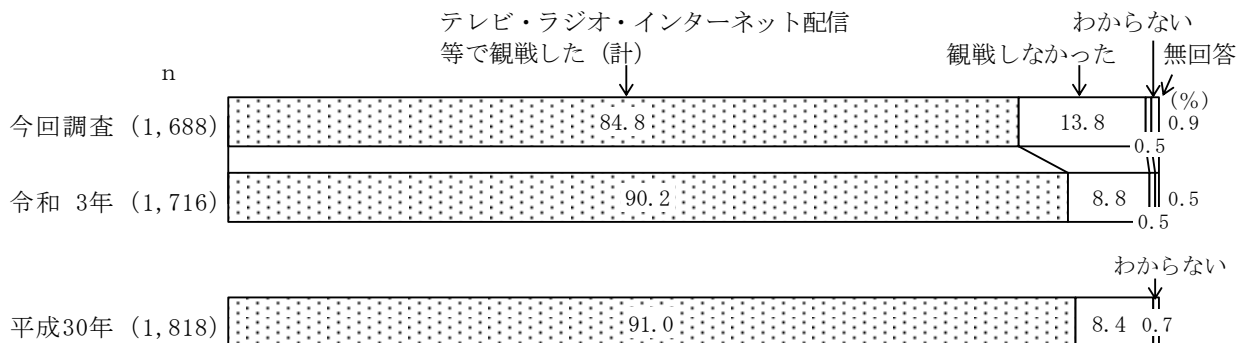 テレビ・ラジオ・インターネット配信
等で観戦した (計)
観戦しなかった
わからない
無回答
n
(%)
今回調査 (1,688) 84.8 13.8 0.5 0.9
令和 3年 (1,716) 90.2 8.8 0.5 0.5
わからない
平成30年 (1,818) 91.0 8.4 0.7